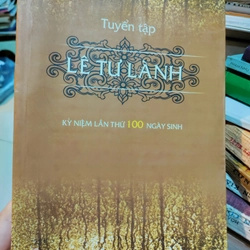 Tuyển tập
LÊ TƯ LÀNH
KỶ NIỆM LẦN THỨ 100 NGÀY SINH